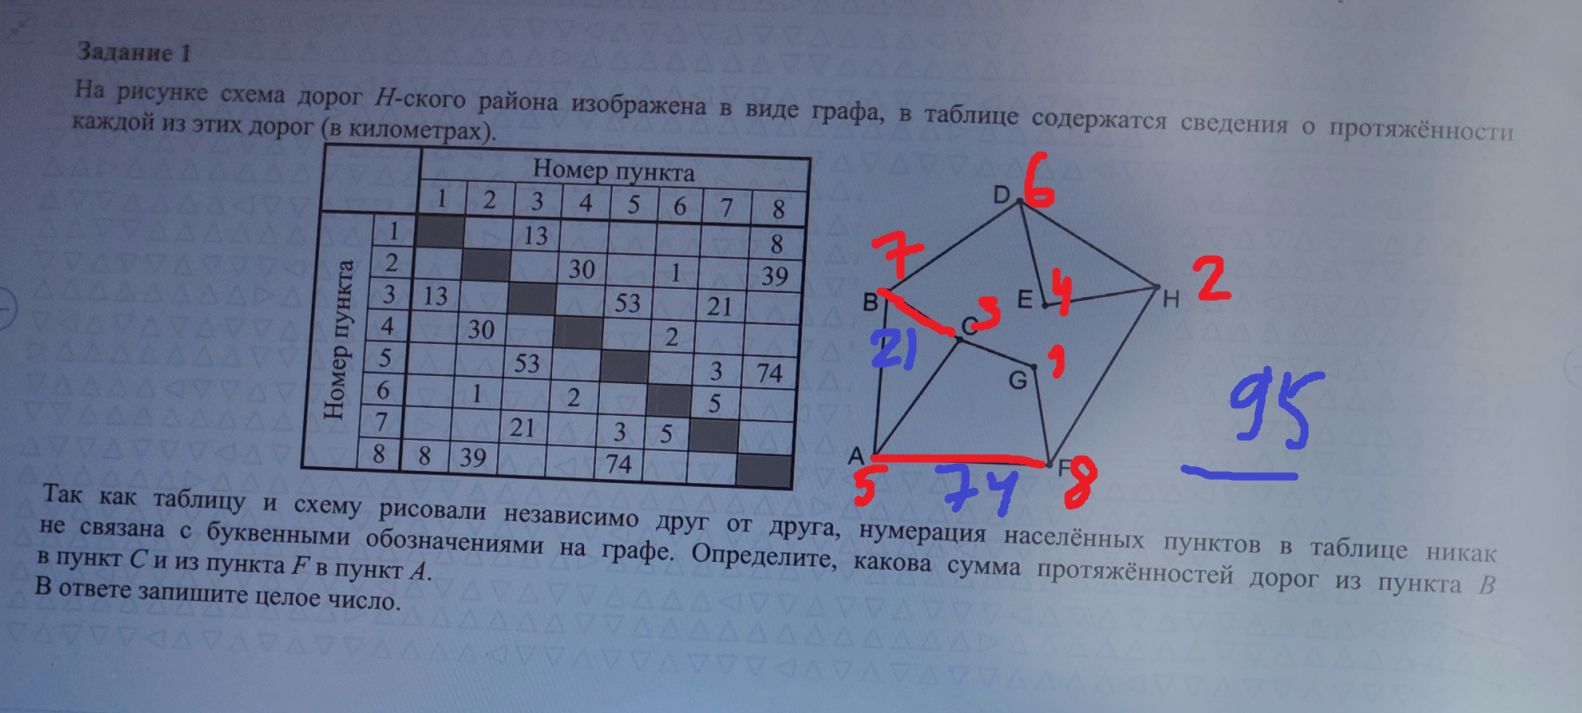 Задание 1
На рисунке схема дорог Н-ского района изображена в виде графа, в таблице содержатся сведения о протяжённости
каждой из этих дорог (в километрах).
Номер пункта
1 2 3 4 5 6 7 8
Номер пункта
1 13 8
2 30 1 39
3 13 53 21
4 30 2
5 53 3 74
6 1 2 5
7 21 3 5
8 8 39 74
D 6
7
B
E 4
H 2
C 3
21
G 1
95
A
5
74
F 8
Так как таблицу и схему рисовали независимо друг от друга, нумерация населённых пунктов в таблице никак
не связана с буквенными обозначениями на графе. Определите, какова сумма протяжённостей дорог из пункта B
в пункт C и из пункта F в пункт A.
В ответе запишите целое число.